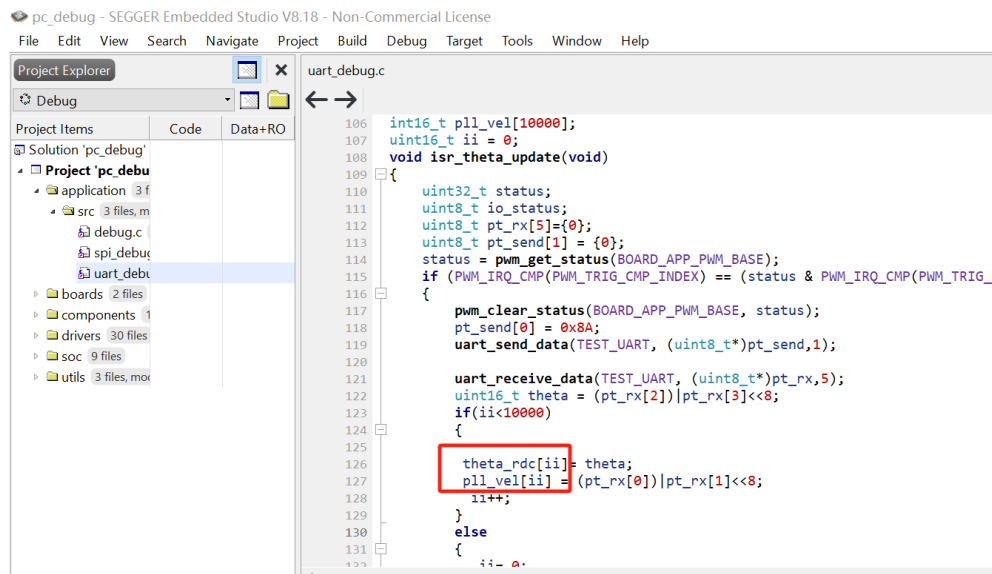 pc_debug - SEGGER Embedded Studio V8.18 - Non-Commercial License
File Edit View Search Navigate Project Build Debug Target Tools Window Help
Project Explorer
Debug
Project Items Code Data+RO
Solution 'pc_debug'
Project 'pc_debu
application 3 f
src 3 files, m
debug.c
spi_debug
uart_debu
boards 2 files
components 1
drivers 30 files
soc 9 files
utils 3 files, mod
uart_debug.c
106 int16_t pll_vel[10000];
107 uint16_t ii = 0;
108 void isr_theta_update(void)
109 {
110 uint32_t status;
111 uint8_t io_status;
112 uint8_t pt_rx[5]={0};
113 uint8_t pt_send[1] = {0};
114 status = pwm_get_status(BOARD_APP_PWM_BASE);
115 if (PWM_IRQ_CMP(PWM_TRIG_CMP_INDEX) == (status & PWM_IRQ_CMP(PWM_TRIG_
116 {
117 pwm_clear_status(BOARD_APP_PWM_BASE, status);
118 pt_send[0] = 0x8A;
119 uart_send_data(TEST_UART, (uint8_t*)pt_send,1);
120
121 uart_receive_data(TEST_UART, (uint8_t*)pt_rx,5);
122 uint16_t theta = (pt_rx[2])|pt_rx[3]<<8;
123 if(ii<10000)
124 {
125
126 theta_rdc[ii]= theta;
127 pll_vel[ii] = (pt_rx[0])|pt_rx[1]<<8;
128 ii++;
129 }
130 else
131 {
132 ii= 0;